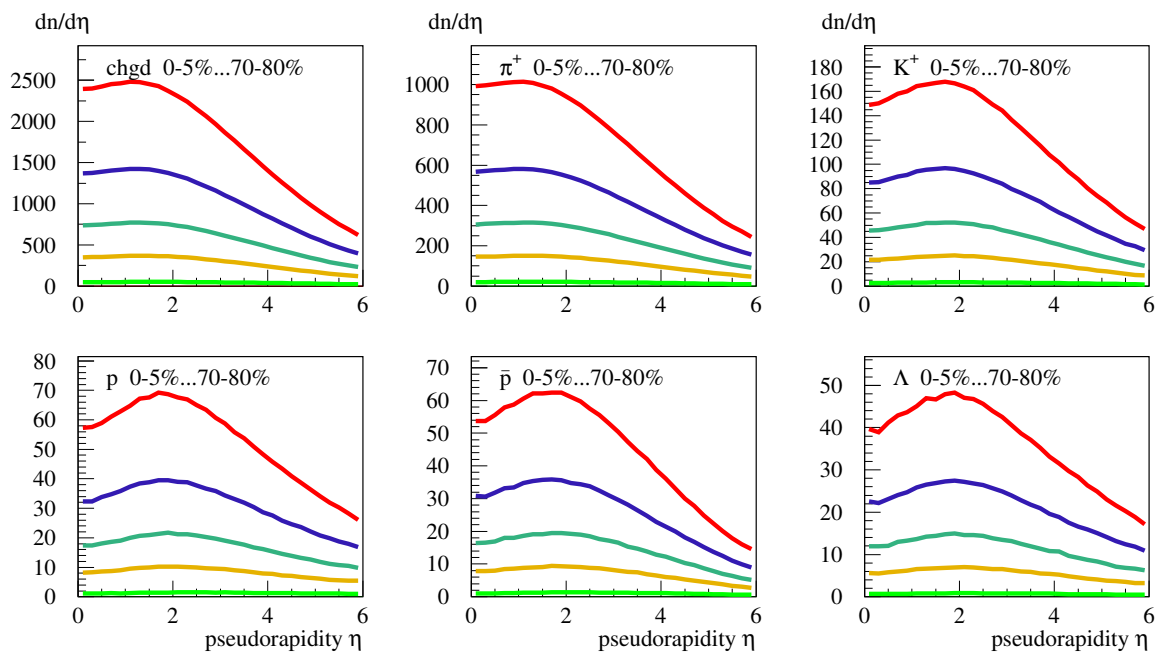 dn/dη
dn/dη
dn/dη
chgd 0-5%...70-80%
2500
2000
1500
1000
500
0
0 2 4 6
π+ 0-5%...70-80%
1000
800
600
400
200
0
0 2 4 6
K+ 0-5%...70-80%
180
160
140
120
100
80
60
40
20
0
0 2 4 6
p 0-5%...70-80%
80
70
60
50
40
30
20
10
0
0 2 4 6
pseudorapidity η
p̄ 0-5%...70-80%
70
60
50
40
30
20
10
0
0 2 4 6
pseudorapidity η
Λ 0-5%...70-80%
50
40
30
20
10
0
0 2 4 6
pseudorapidity η